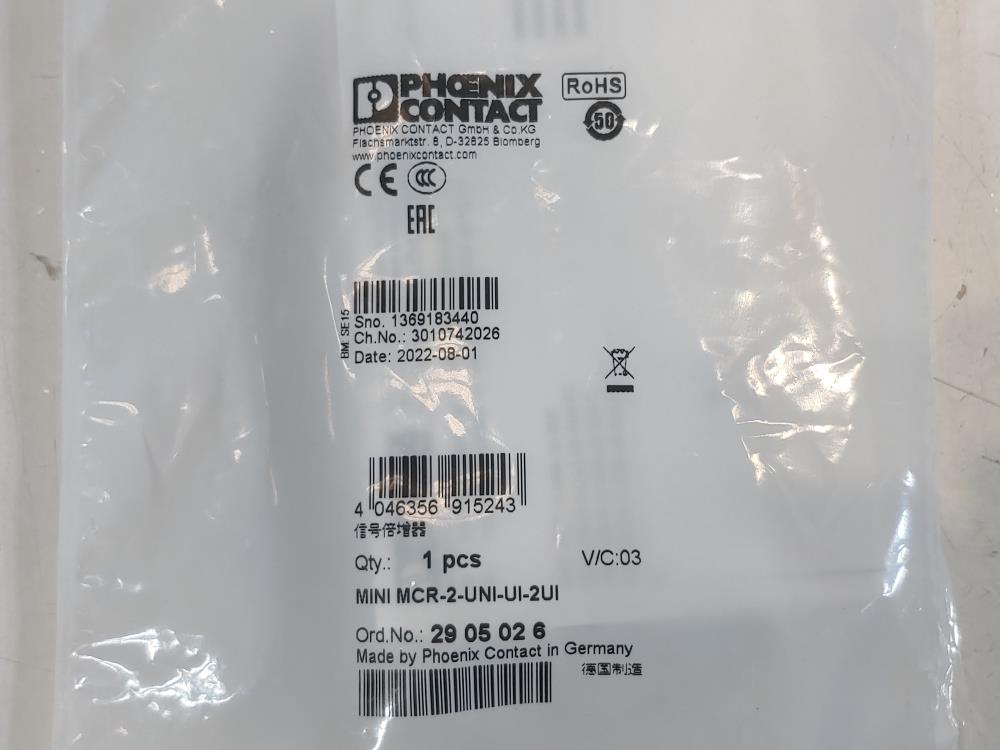 PHOENIX
CONTACT
RoHS
50
PHOENIX CONTACT GmbH & Co.KG
Flachsmarktstr. 8, D-32825 Blomberg
www.phoenixcontact.com
CE CCC
EAC
BM: SE15
Sno. 1369183440
Ch.No.: 3010742026
Date: 2022-08-01
4 046356 915243
信号倍增器
Qty.: 1 pcs V/C:03
MINI MCR-2-UNI-UI-2UI
Ord.No.: 29 05 02 6
Made by Phoenix Contact in Germany
德国制造